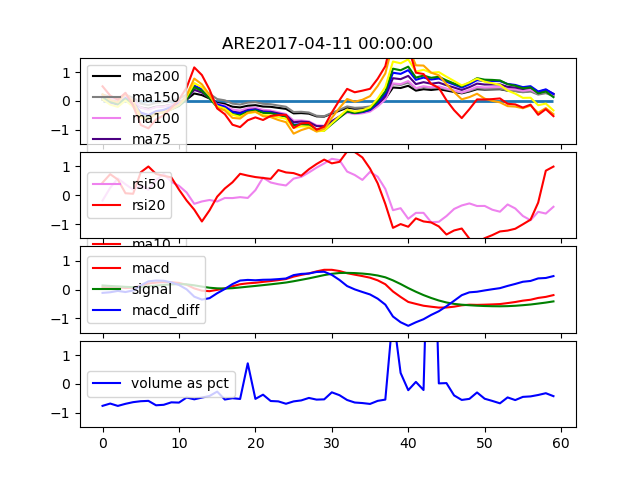 ARE2017-04-11 00:00:00
1
0
−1
ma200
ma150
ma100
ma75
1
0
−1
rsi50
rsi20
ma10
1
0
−1
macd
signal
macd_diff
1
0
−1
volume as pct
0 10 20 30 40 50 60